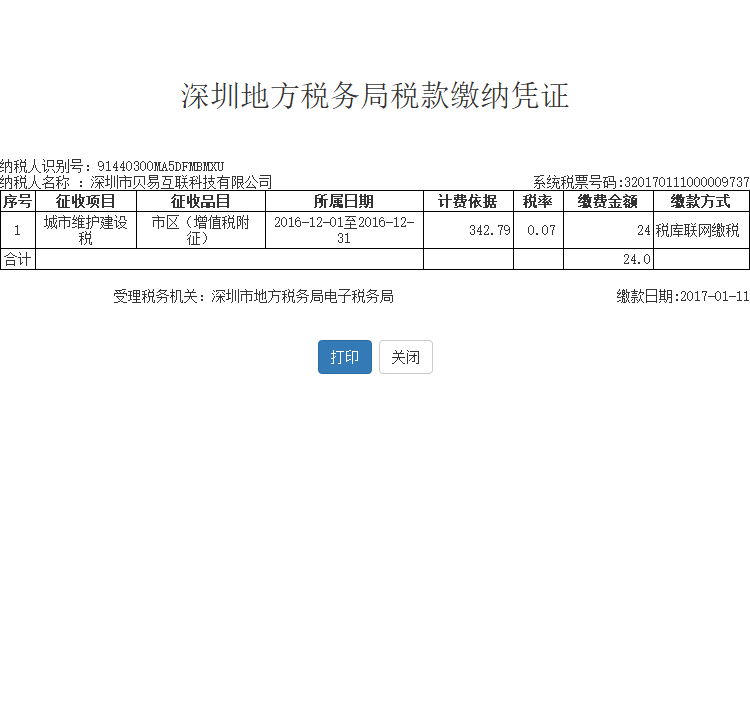 深圳地方税务局税款缴纳凭证
纳税人识别号：91440300MA5DFMBMXU
纳税人名称 ：深圳市贝易互联科技有限公司 系统税票号码:320170111000009737
序号 征收项目 征收品目 所属日期 计费依据 税率 缴费金额 缴款方式
1 城市维护建设税 市区（增值税附征） 2016-12-01至2016-12-31 342.79 0.07 24 税库联网缴税
合计 24.0
受理税务机关：深圳市地方税务局电子税务局 缴款日期:2017-01-11
打印 关闭